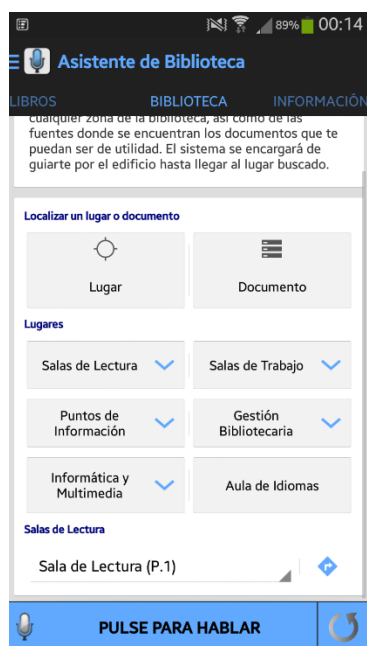 89% 00:14
Asistente de Biblioteca
LIBROS BIBLIOTECA INFORMACIÓN
cualquier zona de la biblioteca, así como de las
fuentes donde se encuentran los documentos que te
puedan ser de utilidad. El sistema se encargará de
guiarte por el edificio hasta llegar al lugar buscado.
Localizar un lugar o documento
Lugar Documento
Lugares
Salas de Lectura Salas de Trabajo
Puntos de Gestión
Información Bibliotecaria
Informática y
Multimedia Aula de Idiomas
Salas de Lectura
Sala de Lectura (P.1)
PULSE PARA HABLAR